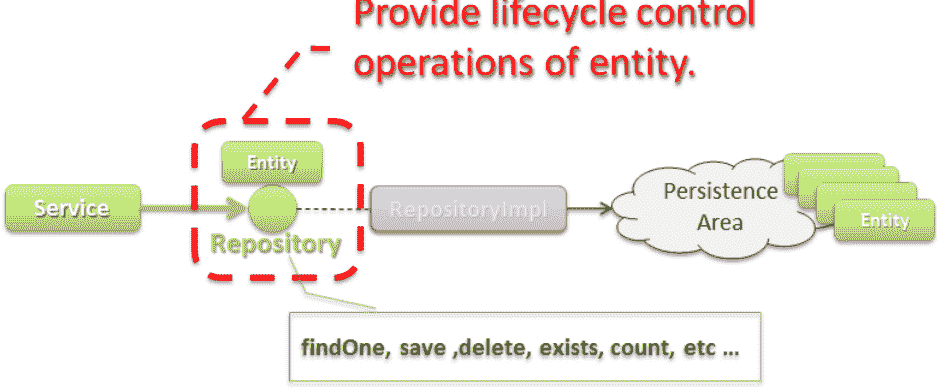 Provide lifecycle control
operations of entity.
Entity
Service
Repository
RepositoryImpl
Persistence
Area
Entity
findOne, save ,delete, exists, count, etc ...